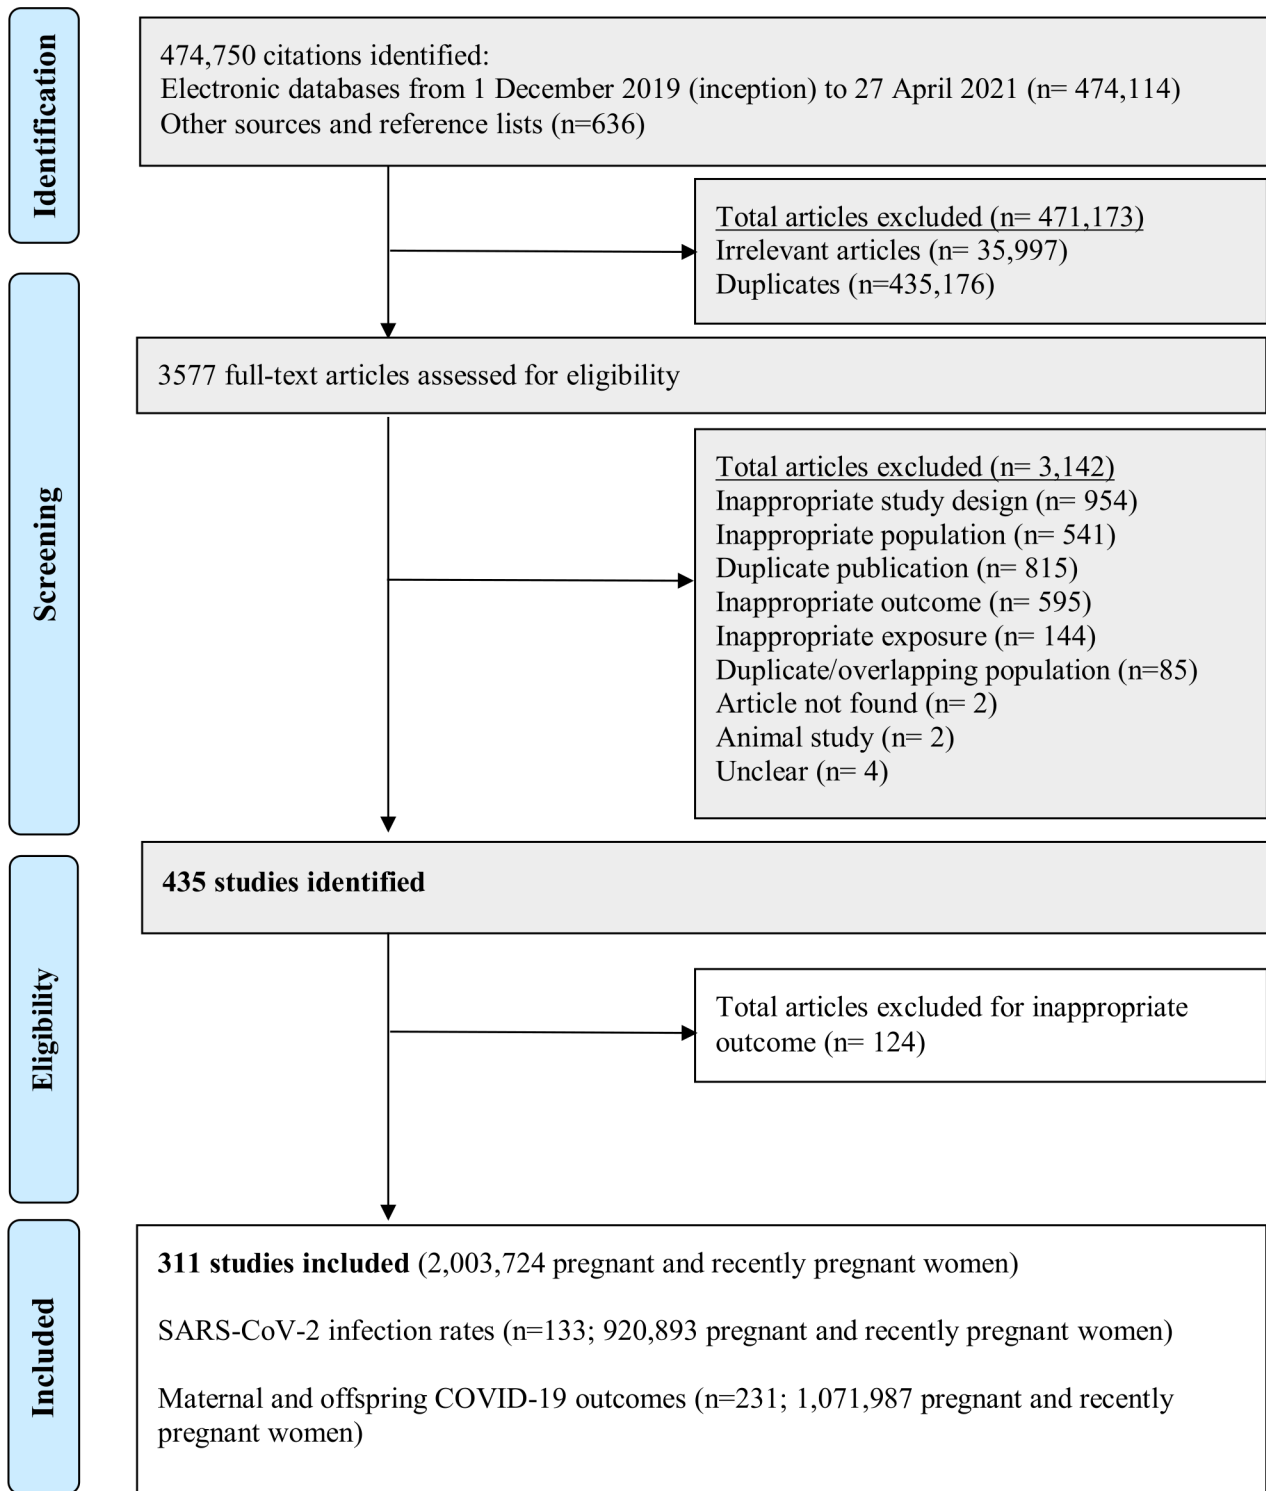 Identification
474,750 citations identified:
Electronic databases from 1 December 2019 (inception) to 27 April 2021 (n= 474,114)
Other sources and reference lists (n=636)
Total articles excluded (n= 471,173)
Irrelevant articles (n= 35,997)
Duplicates (n=435,176)
Screening
3577 full-text articles assessed for eligibility
Total articles excluded (n= 3,142)
Inappropriate study design (n= 954)
Inappropriate population (n= 541)
Duplicate publication (n= 815)
Inappropriate outcome (n= 595)
Inappropriate exposure (n= 144)
Duplicate/overlapping population (n=85)
Article not found (n= 2)
Animal study (n= 2)
Unclear (n= 4)
435 studies identified
Eligibility
Total articles excluded for inappropriate
outcome (n= 124)
Included
311 studies included (2,003,724 pregnant and recently pregnant women)
SARS-CoV-2 infection rates (n=133; 920,893 pregnant and recently pregnant women)
Maternal and offspring COVID-19 outcomes (n=231; 1,071,987 pregnant and recently
pregnant women)